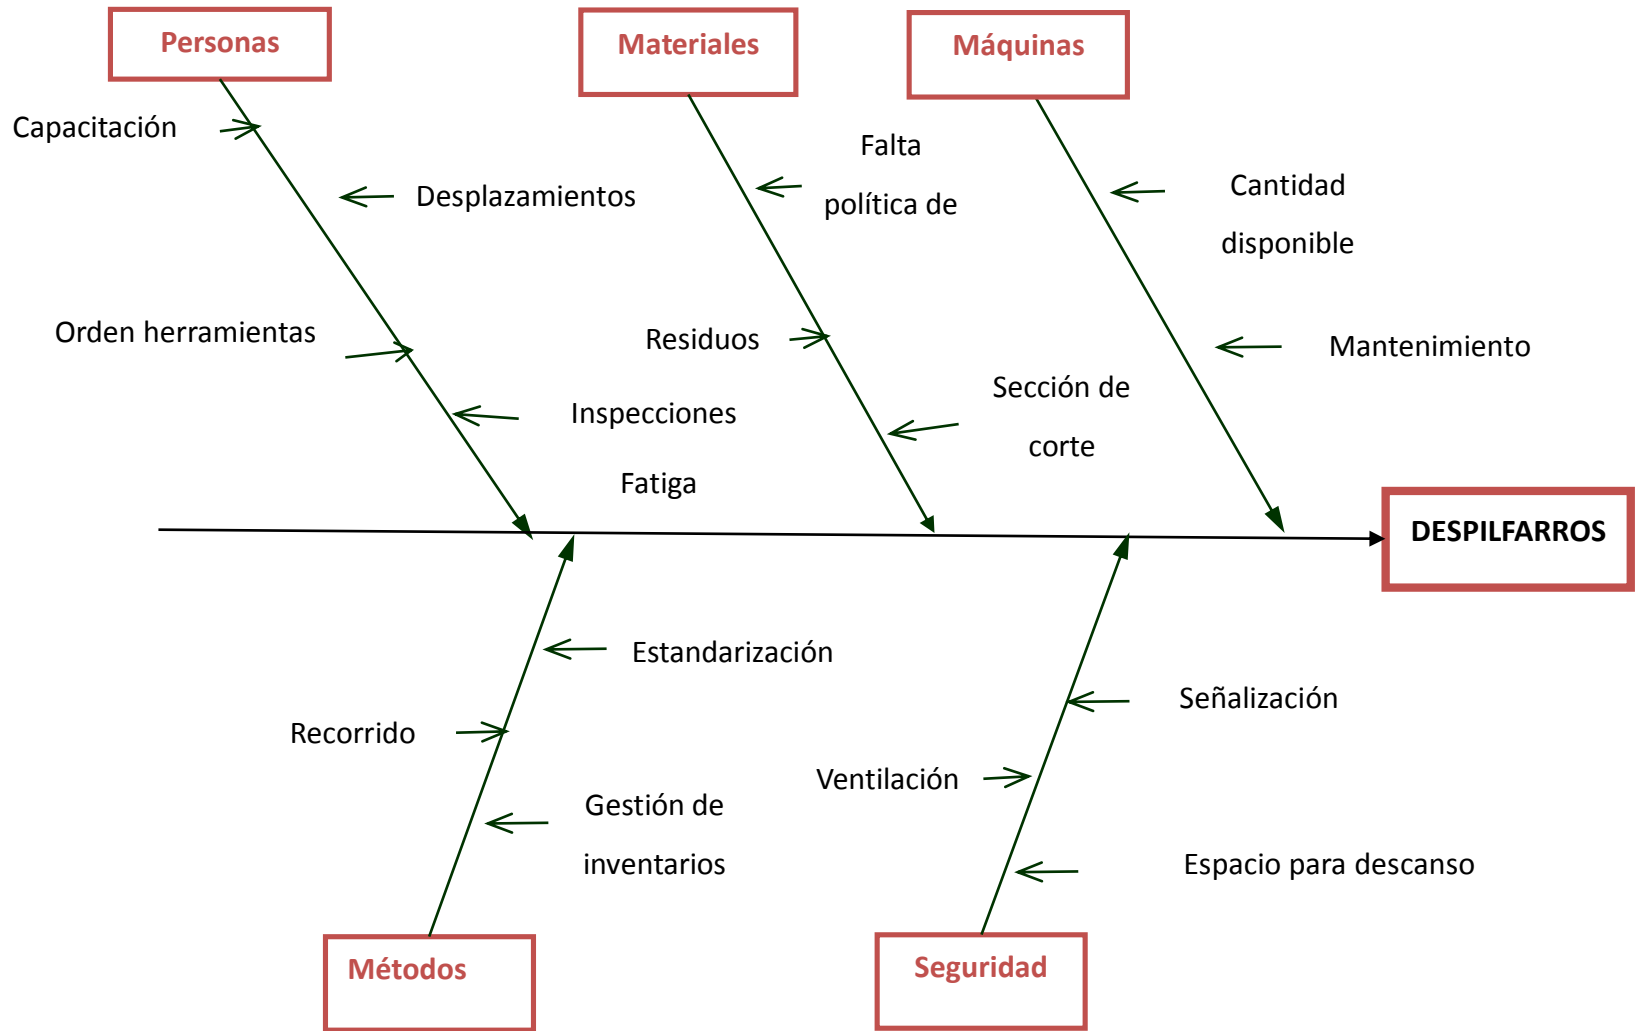 Personas
Materiales
Máquinas
Capacitación
Desplazamientos
Orden herramientas
Inspecciones
Fatiga
Falta
política de
Residuos
Sección de
corte
Cantidad
disponible
Mantenimiento
DESPILFARROS
Estandarización
Recorrido
Gestión de
inventarios
Señalización
Ventilación
Espacio para descanso
Métodos
Seguridad